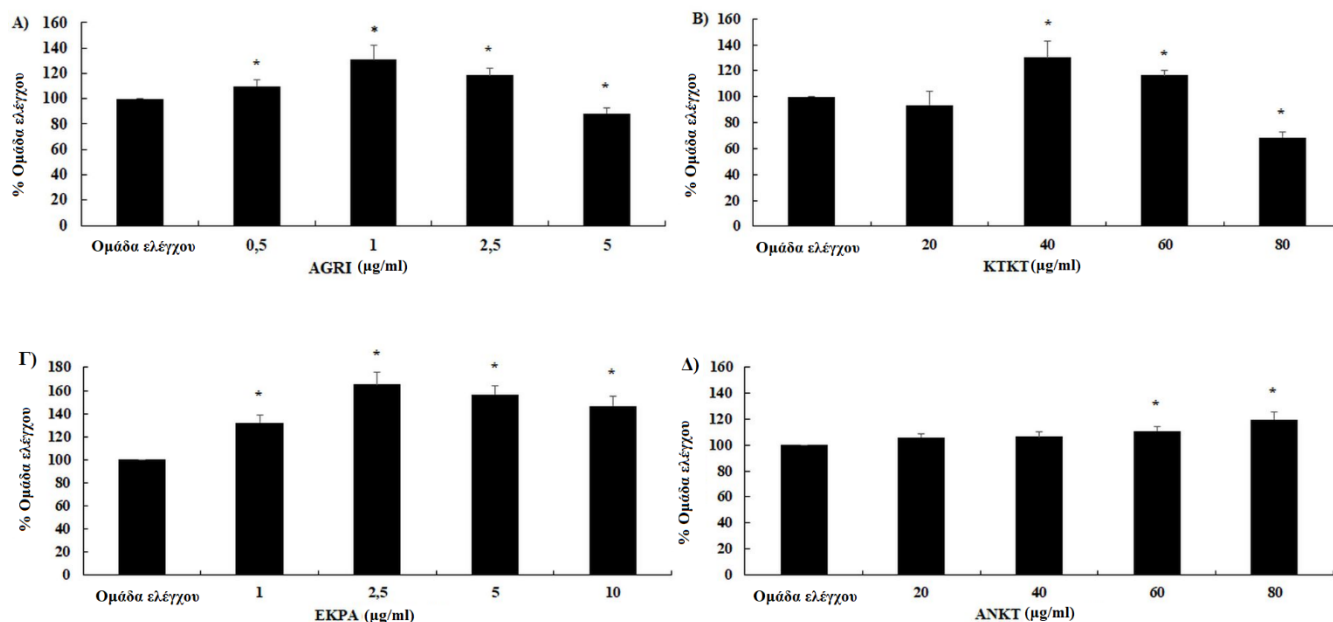 Α)
% Ομάδα ελέγχου
160
140
120
100
80
60
40
20
0
* * * *
Ομάδα ελέγχου 0,5 1 2,5 5
AGRI (μg/ml)
Β)
% Ομάδα ελέγχου
160
140
120
100
80
60
40
20
0
* * *
Ομάδα ελέγχου 20 40 60 80
KTKT (μg/ml)
Γ)
% Ομάδα ελέγχου
180
160
140
120
100
80
60
40
20
0
* * * *
Ομάδα ελέγχου 1 2,5 5 10
EKPA (μg/ml)
Δ)
% Ομάδα ελέγχου
160
140
120
100
80
60
40
20
0
* *
Ομάδα ελέγχου 20 40 60 80
ANKT (μg/ml)